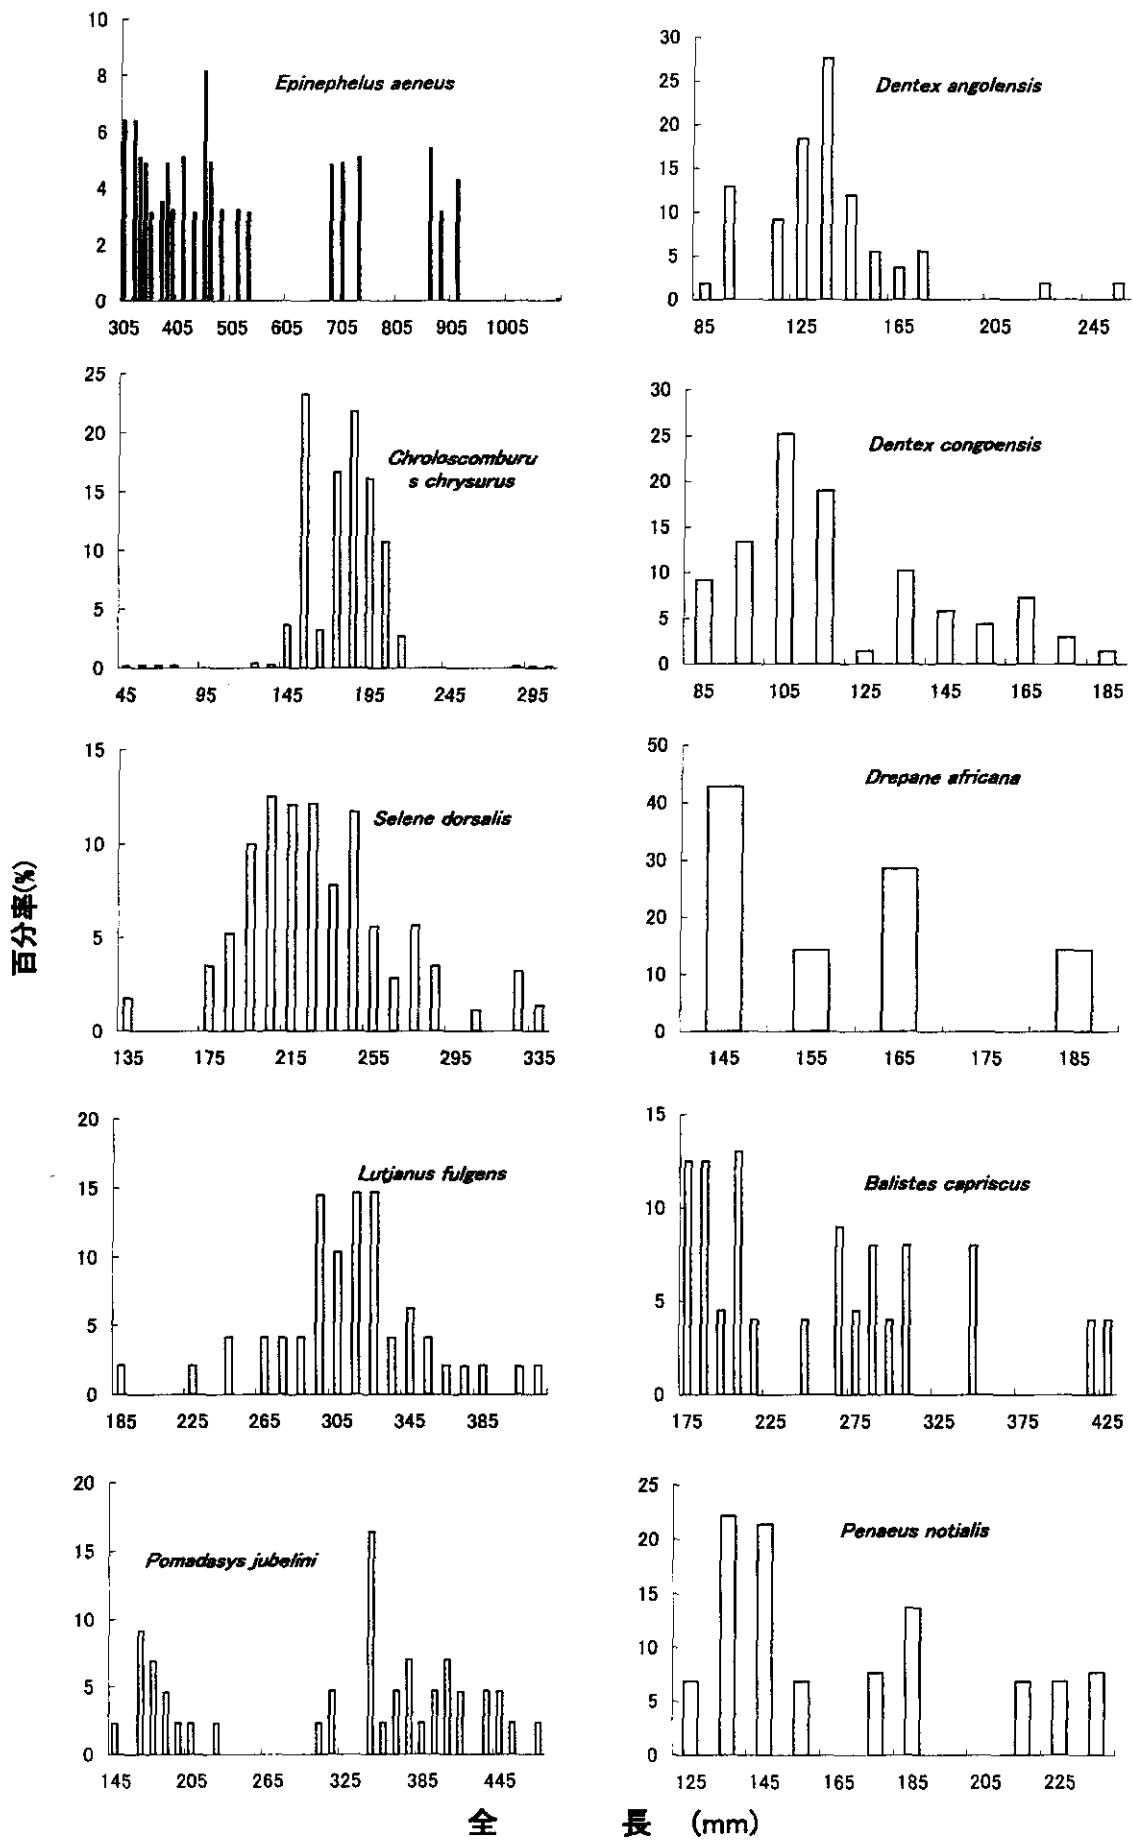 10
8
6
4
2
0
Epinephelus aeneus
305 405 505 605 705 805 905 1005
30
25
20
15
10
5
0
Dentex angolensis
85 125 165 205 245
25
20
15
10
5
0
Chroloscomburu
s chrysurus
45 95 145 195 245 295
30
25
20
15
10
5
0
Dentex congoensis
85 105 125 145 165 185
百分率(%)
15
10
5
0
Selene dorsalis
135 175 215 255 295 335
50
40
30
20
10
0
Drepane africana
145 155 165 175 185
20
15
10
5
0
Lutjanus fulgens
185 225 265 305 345 385
15
10
5
0
Balistes capriscus
175 225 275 325 375 425
20
15
10
5
0
Pomadasys jubelini
145 205 265 325 385 445
25
20
15
10
5
0
Penaeus notialis
125 145 165 185 205 225
全 長 (mm)